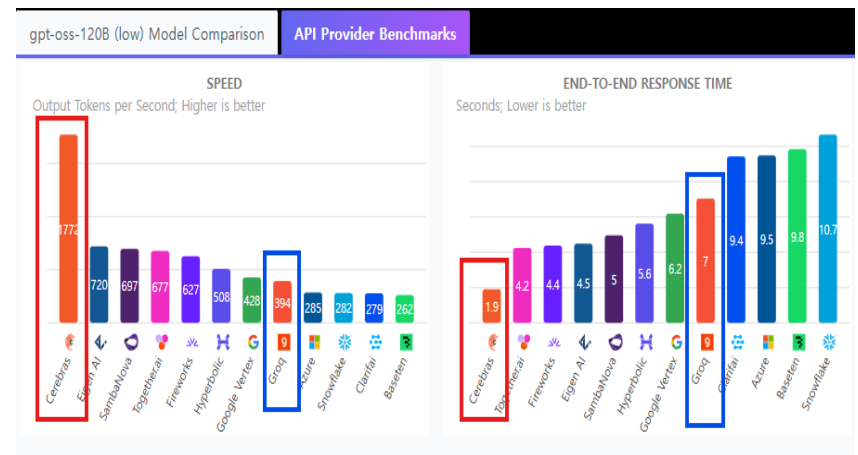 gpt-oss-120B (low) Model Comparison
API Provider Benchmarks
SPEED
Output Tokens per Second; Higher is better
1772
720
697
677
627
508
428
394
285
282
279
262
Cerebras
Eigen AI
SambaNova
Together.ai
Fireworks
Hyperbolic
Google Vertex
Groq
Azure
Snowflake
Clarifai
Baseten
END-TO-END RESPONSE TIME
Seconds; Lower is better
1.9
4.2
4.4
4.5
5
5.6
6.2
7
9.4
9.5
9.8
10.7
Cerebras
Together.ai
Fireworks
Eigen AI
SambaNova
Hyperbolic
Google Vertex
Groq
Clarifai
Azure
Baseten
Snowflake